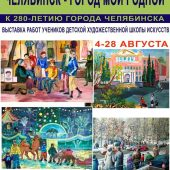 ЧЕЛЯБИНСК - ГОРОД МОЙ РОДНОЙ
К 280-ЛЕТИЮ ГОРОДА ЧЕЛЯБИНСКА
ВЫСТАВКА РАБОТ УЧЕНИКОВ ДЕТСКОЙ ХУДОЖЕСТВЕННОЙ ШКОЛЫ ИСКУССТВ
4-28 АВГУСТА